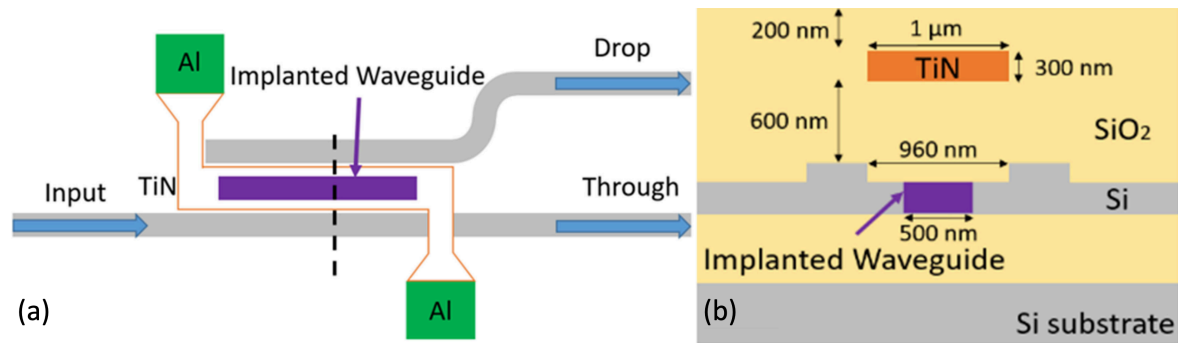 Al
Implanted Waveguide
Drop
Input
TiN
Through
Al
(a)
200 nm
1 μm
TiN
300 nm
600 nm
SiO₂
960 nm
Si
500 nm
Implanted Waveguide
(b)
Si substrate